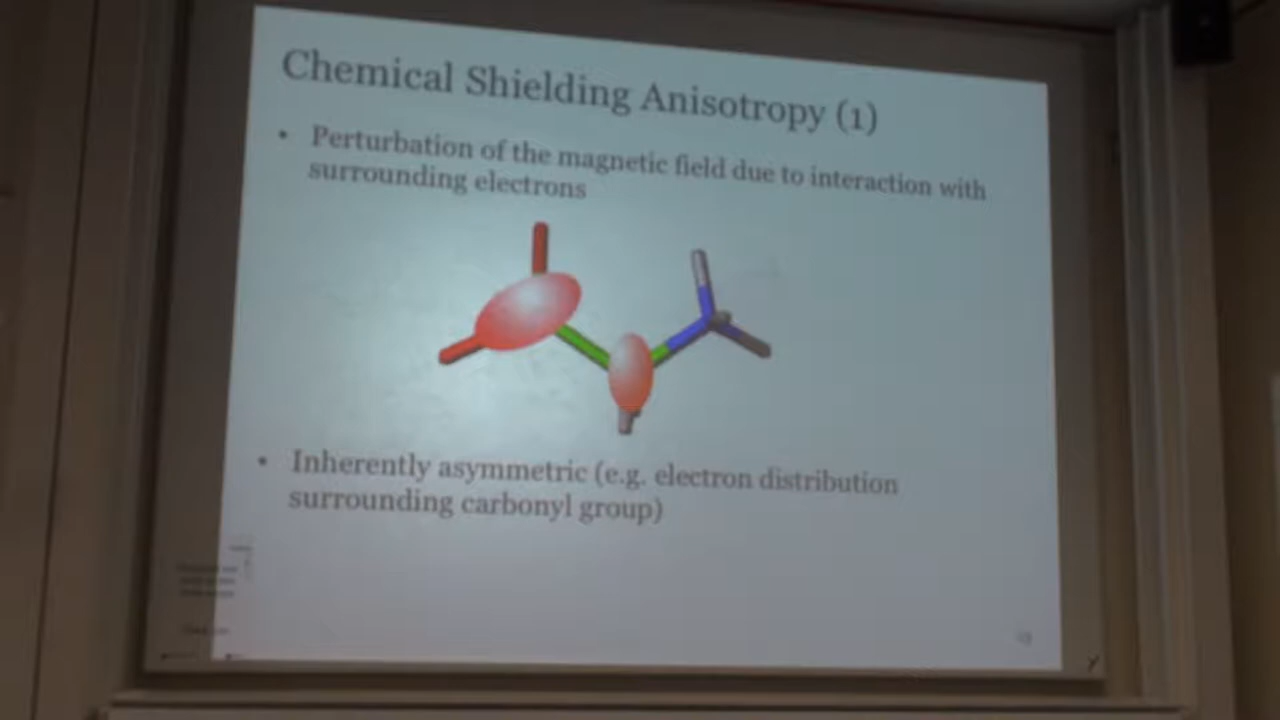 Chemical Shielding Anisotropy (1)
• Perturbation of the magnetic field due to interaction with
surrounding electrons
• Inherently asymmetric (e.g. electron distribution
surrounding carbonyl group)